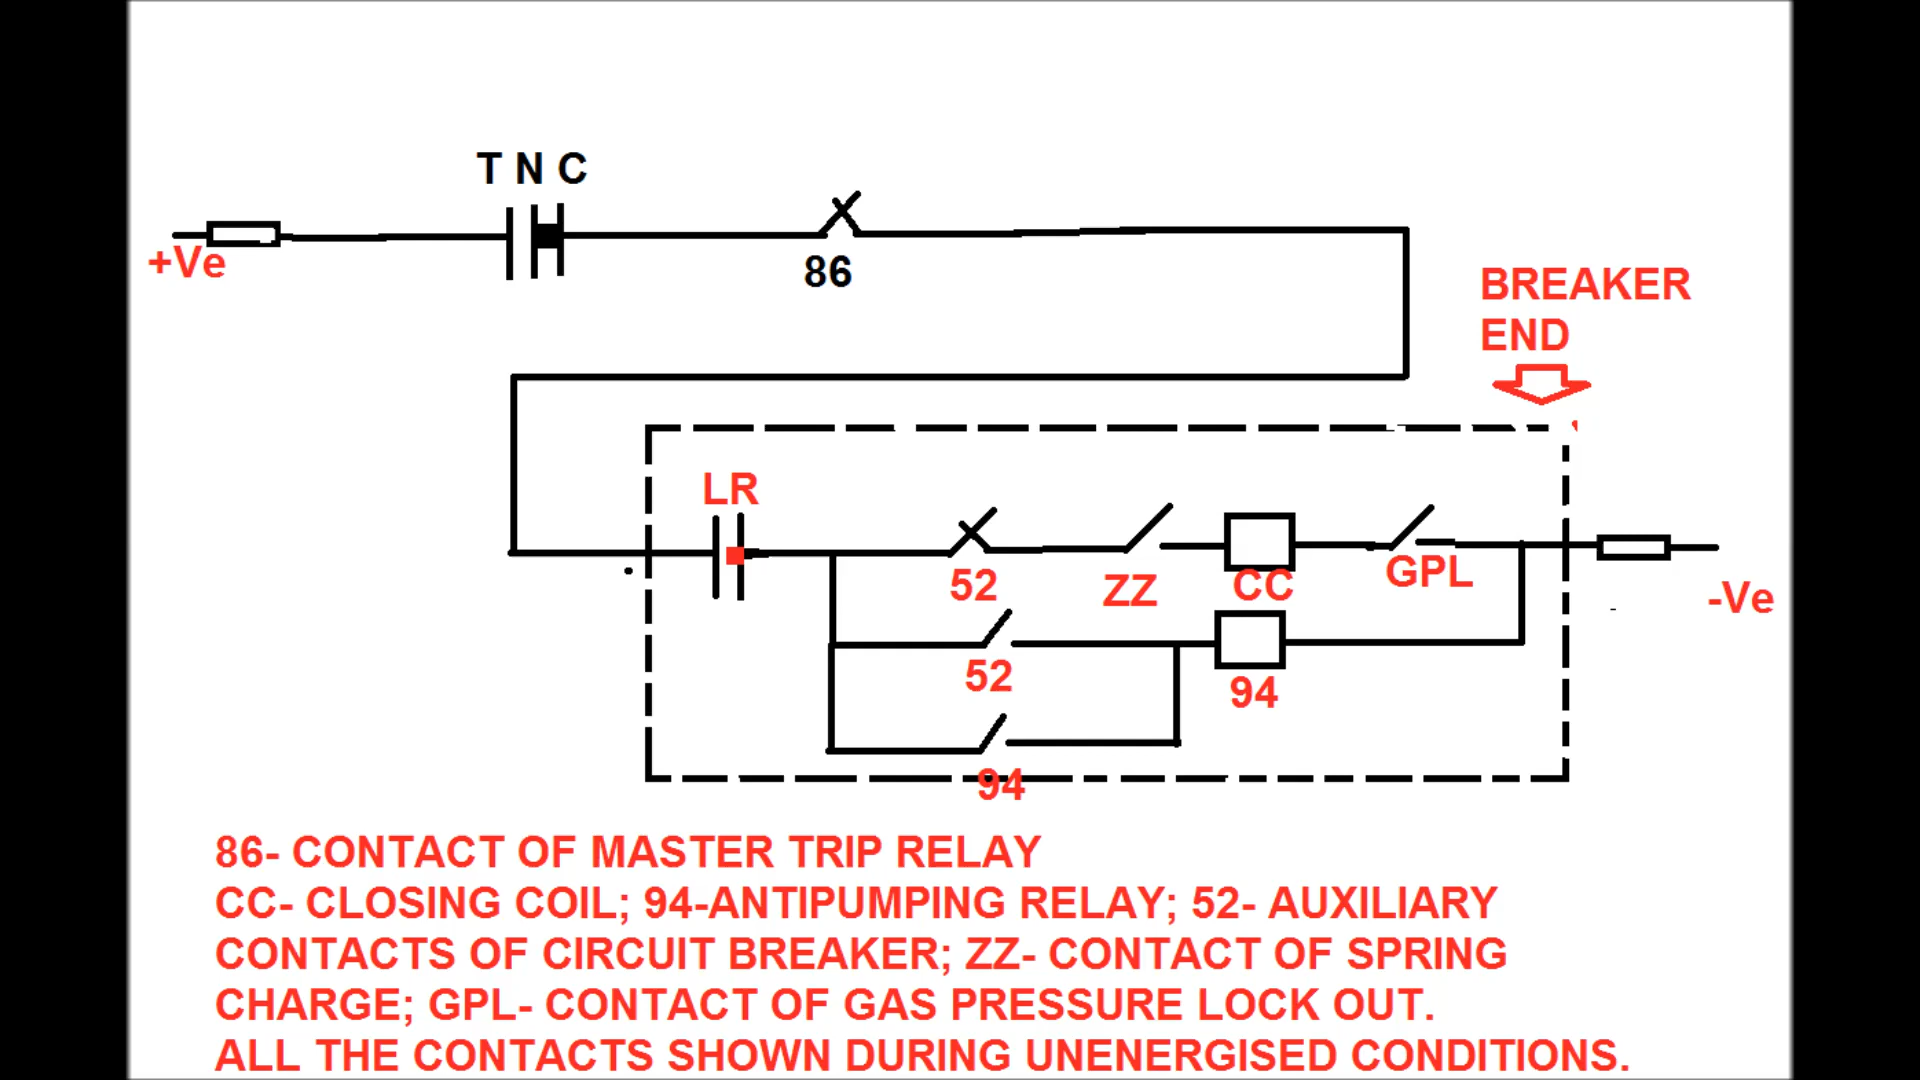 T N C
+Ve
86
BREAKER
END
LR
52
ZZ
CC
GPL
-Ve
52
94
94
86- CONTACT OF MASTER TRIP RELAY
CC- CLOSING COIL; 94-ANTIPUMPING RELAY; 52- AUXILIARY
CONTACTS OF CIRCUIT BREAKER; ZZ- CONTACT OF SPRING
CHARGE; GPL- CONTACT OF GAS PRESSURE LOCK OUT.
ALL THE CONTACTS SHOWN DURING UNENERGISED CONDITIONS.